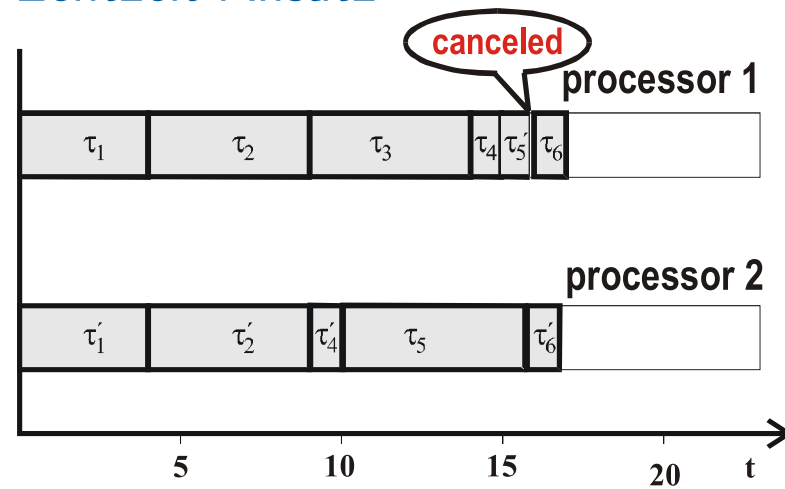 canceled
processor 1
τ1 τ2 τ3 τ4 τ5´ τ6
processor 2
τ1´ τ2´ τ4´ τ5 τ6´
5 10 15 20 t